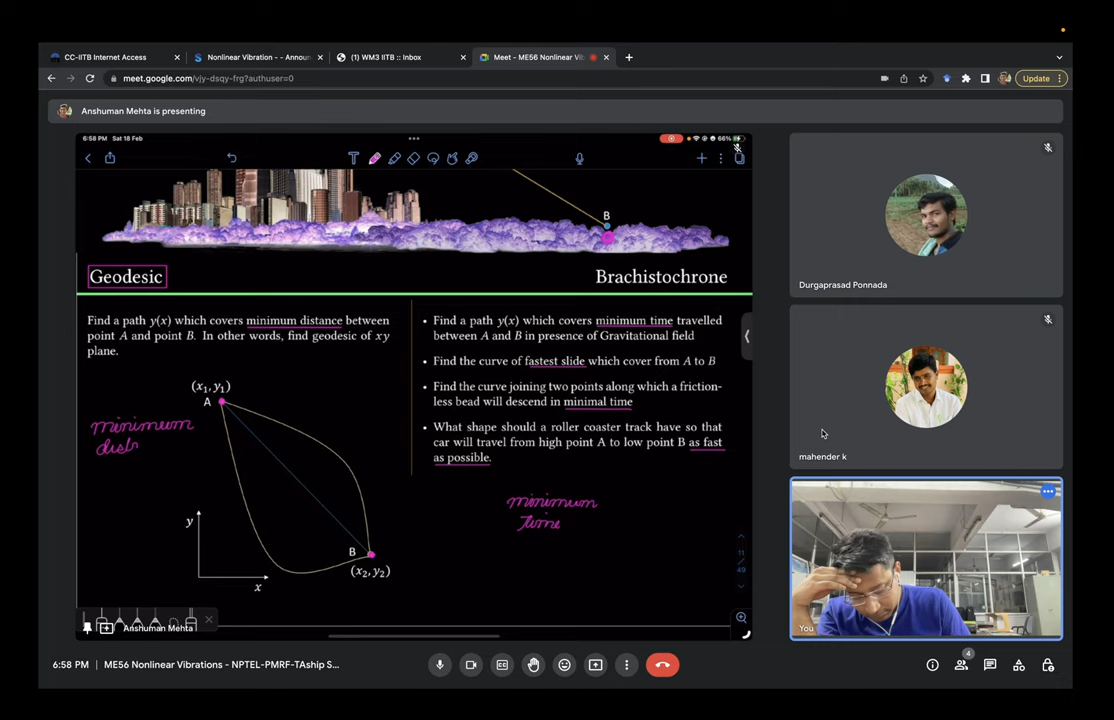 CC-IITB Internet Access
Nonlinear Vibration - - Announ
(1) WM3 IITB :: Inbox
Meet - ME56 Nonlinear Vib
meet.google.com/vjy-dsqy-frg?authuser=0
Update
Anshuman Mehta is presenting
6:58 PM Sat 18 Feb
66%
B
Geodesic
Brachistochrone
Find a path y(x) which covers minimum distance between
point A and point B. In other words, find geodesic of xy
plane.
(x₁, y₁)
A
minimum
dist
y
x
B
(x₂, y₂)
• Find a path y(x) which covers minimum time travelled
between A and B in presence of Gravitational field
• Find the curve of fastest slide which cover from A to B
• Find the curve joining two points along which a friction-
less bead will descend in minimal time
• What shape should a roller coaster track have so that
car will travel from high point A to low point B as fast
as possible.
minimum
time
11
49
Anshuman Mehta
Durgaprasad Ponnada
mahender k
You
6:58 PM | ME56 Nonlinear Vibrations - NPTEL-PMRF-TAship S...
4